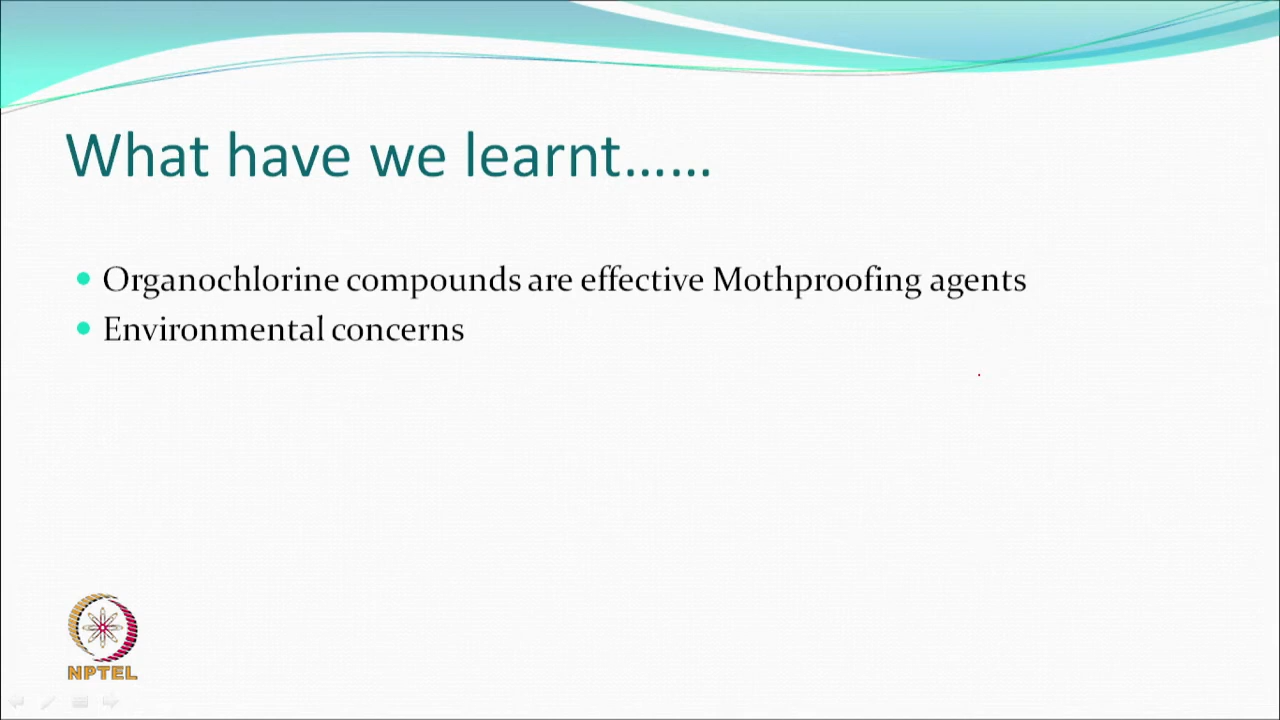 What have we learnt......
Organochlorine compounds are effective Mothproofing agents
Environmental concerns
NPTEL